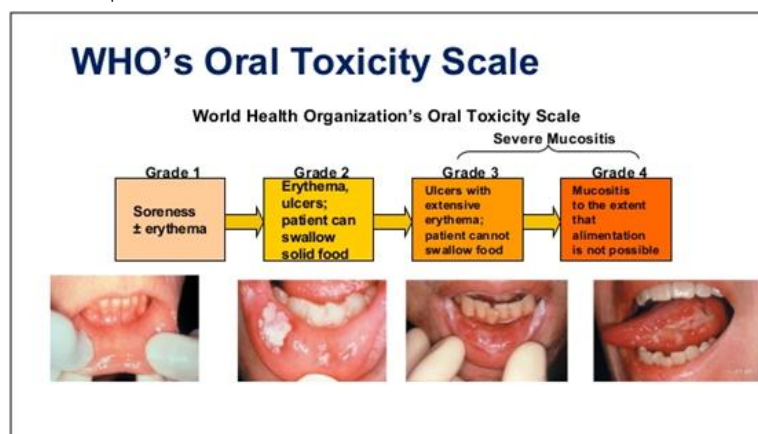 WHO's Oral Toxicity Scale
World Health Organization's Oral Toxicity Scale
Severe Mucositis
Grade 1
Soreness
± erythema
Grade 2
Erythema,
ulcers;
patient can
swallow
solid food
Grade 3
Ulcers with
extensive
erythema;
patient cannot
swallow food
Grade 4
Mucositis
to the extent
that
alimentation
is not possible